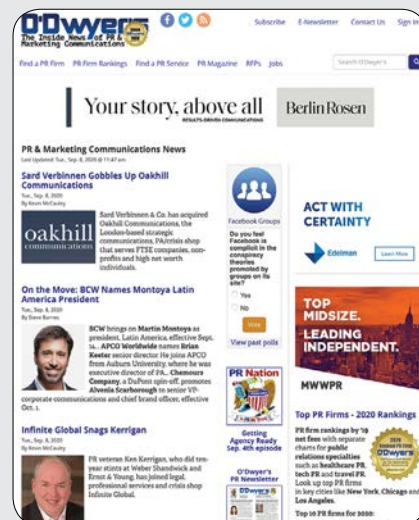 O'Dwyer's
The Inside News of PR &
Marketing Communications
Subscribe E-Newsletter Contact Us Sign In
Find a PR Firm PR Firm Rankings Find a PR Service PR Magazine RFPs Jobs
Search O'Dwyer's
Your story, above all
RESULTS-DRIVEN COMMUNICATIONS
BerlinRosen
PR & Marketing Communications News
Last Updated: Tue., Sep. 8, 2020 @ 11:47 am
Sard Verbinnen Gobbles Up Oakhill
Communications
Tue., Sep. 8, 2020
By Kevin McCauley
oakhill
communications
Sard Verbinnen & Co. has acquired
Oakhill Communications, the
London-based strategic
communications, PA/crisis shop
that serves FTSE companies, non-
profits and high net worth
individuals.
On the Move: BCW Names Montoya Latin
America President
Tue., Sep. 8, 2020
By Steve Barnes
BCW brings on Martin Montoya as
president, Latin America, effective Sept.
14... APCO Worldwide names Brian
Keeter senior director. He joins APCO
from Auburn University, where he was
executive director of PA... Chemours
Company, a DuPont spin-off, promotes
Alvenia Scarborough to senior VP-
corporate communications and chief brand officer, effective
Oct. 1.
Infinite Global Snags Kerrigan
Tue., Sep. 8, 2020
By Kevin McCauley
PR veteran Ken Kerrigan, who did ten-
year stints at Weber Shandwick and
Ernst & Young, has joined legal,
professional services and crisis shop
Infinite Global.
Facebook Groups
Do you feel
Facebook is
complicit in the
conspiracy
theories
promoted by
groups on its
site?
Yes
No
Vote
View past polls
PR Nation
Getting
Agency Ready
Sep. 4th episode
O'Dwyer's
PR Newsletter
ACT WITH
CERTAINTY
Edelman
Learn More
TOP
MIDSIZE.
LEADING
INDEPENDENT.
MWWPR
Top PR Firms - 2020 Rankings
PR firm rankings by '19
net fees with separate
charts for public
relations specialties
such as healthcare PR,
tech PR and travel PR.
Look up top PR firms
in key cities like New York, Chicago and
Los Angeles.
Top 10 PR firms for 2020: